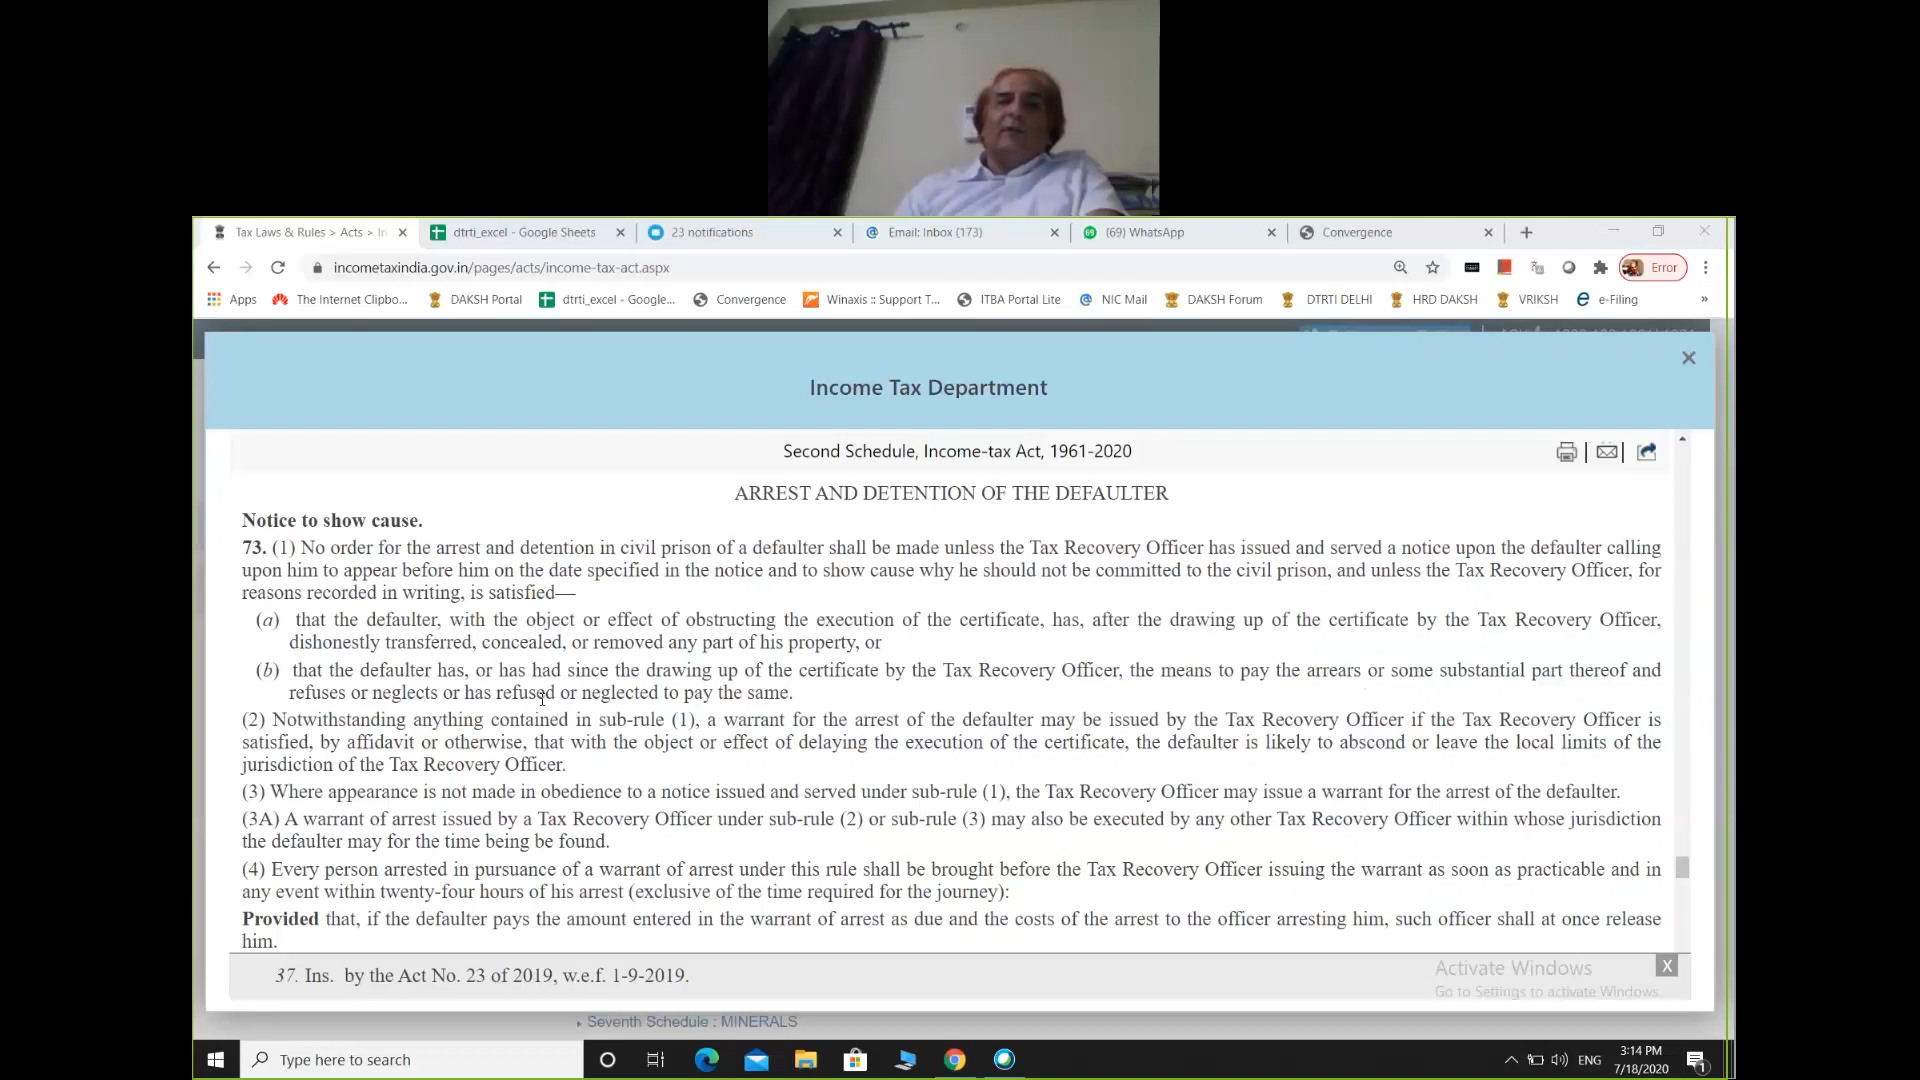 Tax Laws & Rules > Acts > In
dtrti_excel - Google Sheets
23 notifications
Email: Inbox (173)
(69) WhatsApp
Convergence
incometaxindia.gov.in/pages/acts/income-tax-act.aspx
Error
Apps
The Internet Clipbo...
DAKSH Portal
dtrti_excel - Google...
Convergence
Winaxis :: Support T...
ITBA Portal Lite
NIC Mail
DAKSH Forum
DTRTI DELHI
HRD DAKSH
VRIKSH
e-Filing
Income Tax Department
Second Schedule, Income-tax Act, 1961-2020
ARREST AND DETENTION OF THE DEFAULTER
Notice to show cause.
73. (1) No order for the arrest and detention in civil prison of a defaulter shall be made unless the Tax Recovery Officer has issued and served a notice upon the defaulter calling
upon him to appear before him on the date specified in the notice and to show cause why he should not be committed to the civil prison, and unless the Tax Recovery Officer, for
reasons recorded in writing, is satisfied—
(a) that the defaulter, with the object or effect of obstructing the execution of the certificate, has, after the drawing up of the certificate by the Tax Recovery Officer,
dishonestly transferred, concealed, or removed any part of his property, or
(b) that the defaulter has, or has had since the drawing up of the certificate by the Tax Recovery Officer, the means to pay the arrears or some substantial part thereof and
refuses or neglects or has refused or neglected to pay the same.
(2) Notwithstanding anything contained in sub-rule (1), a warrant for the arrest of the defaulter may be issued by the Tax Recovery Officer if the Tax Recovery Officer is
satisfied, by affidavit or otherwise, that with the object or effect of delaying the execution of the certificate, the defaulter is likely to abscond or leave the local limits of the
jurisdiction of the Tax Recovery Officer.
(3) Where appearance is not made in obedience to a notice issued and served under sub-rule (1), the Tax Recovery Officer may issue a warrant for the arrest of the defaulter.
(3A) A warrant of arrest issued by a Tax Recovery Officer under sub-rule (2) or sub-rule (3) may also be executed by any other Tax Recovery Officer within whose jurisdiction
the defaulter may for the time being be found.
(4) Every person arrested in pursuance of a warrant of arrest under this rule shall be brought before the Tax Recovery Officer issuing the warrant as soon as practicable and in
any event within twenty-four hours of his arrest (exclusive of the time required for the journey):
Provided that, if the defaulter pays the amount entered in the warrant of arrest as due and the costs of the arrest to the officer arresting him, such officer shall at once release
him.
37. Ins. by the Act No. 23 of 2019, w.e.f. 1-9-2019.
X
Activate Windows
Go to Settings to activate Windows.
Seventh Schedule : MINERALS
Type here to search
ENG
3:14 PM
7/18/2020
1